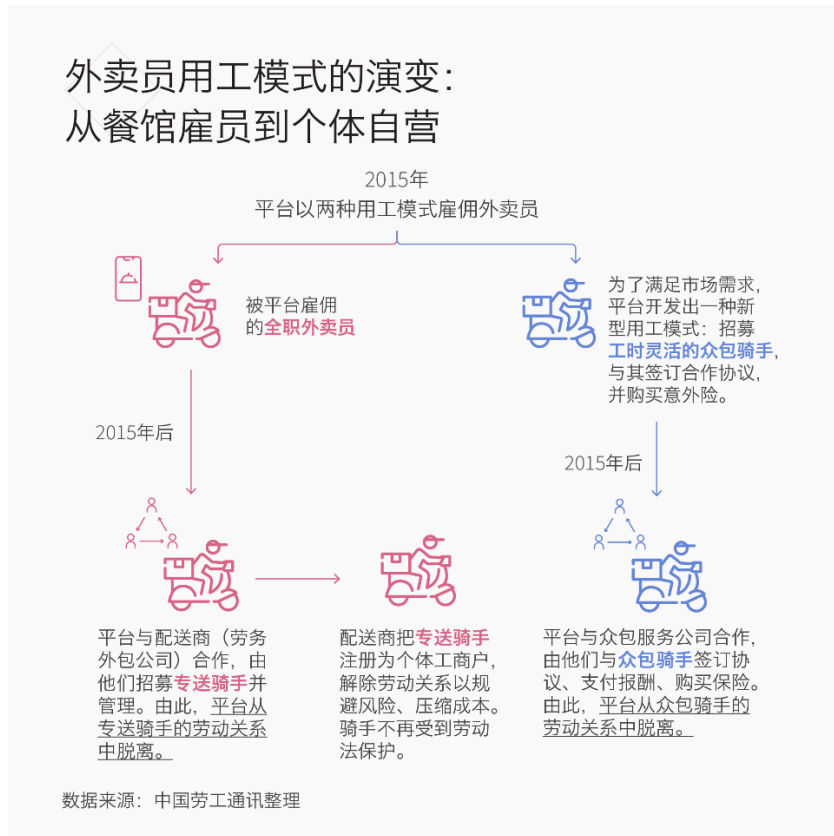 外卖员用工模式的演变：
从餐馆雇员到个体自营
2015年
平台以两种用工模式雇佣外卖员
被平台雇佣
的全职外卖员
为了满足市场需求，
平台开发出一种新
型用工模式：招募
工时灵活的众包骑手，
与其签订合作协议，
并购买意外险。
2015年后
2015年后
平台与配送商（劳务
外包公司）合作，由
他们招募专送骑手并
管理。由此，平台从
专送骑手的劳动关系
中脱离。
配送商把专送骑手
注册为个体工商户，
解除劳动关系以规
避风险、压缩成本。
骑手不再受到劳动
法保护。
平台与众包服务公司合作，
由他们与众包骑手签订协
议、支付报酬、购买保险。
由此，平台从众包骑手的
劳动关系中脱离。
数据来源：中国劳工通讯整理